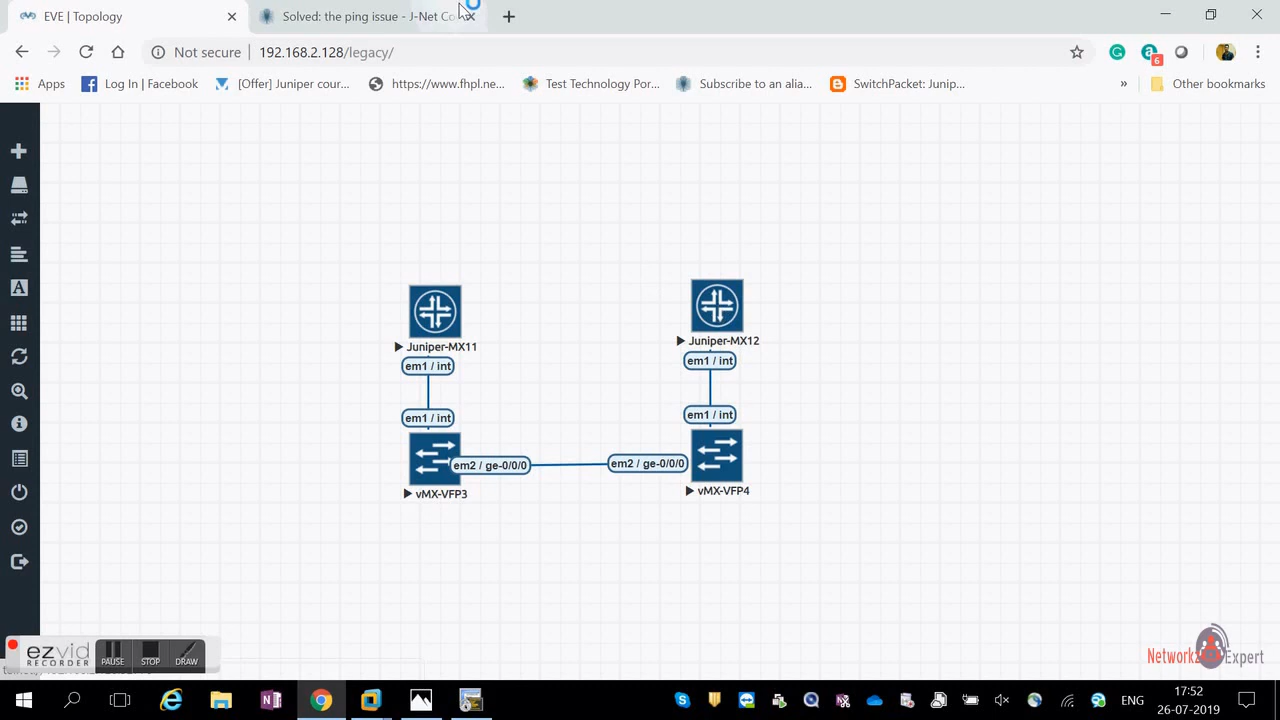 EVE | Topology
Solved: the ping issue - J-Net Co
Not secure
192.168.2.128/legacy/
6
Apps
Log In | Facebook
[Offer] Juniper cour...
https://www.fhpl.ne...
Test Technology Por...
Subscribe to an alia...
SwitchPacket: Junip...
»
Other bookmarks
A
Juniper-MX11
Juniper-MX12
em1 / int
em1 / int
em1 / int
em1 / int
em2 / ge-0/0/0
em2 / ge-0/0/0
vMX-VFP3
vMX-VFP4
ezvid
RECORDER
PAUSE
STOP
DRAW
Network
Expert
ENG
17:52
26-07-2019